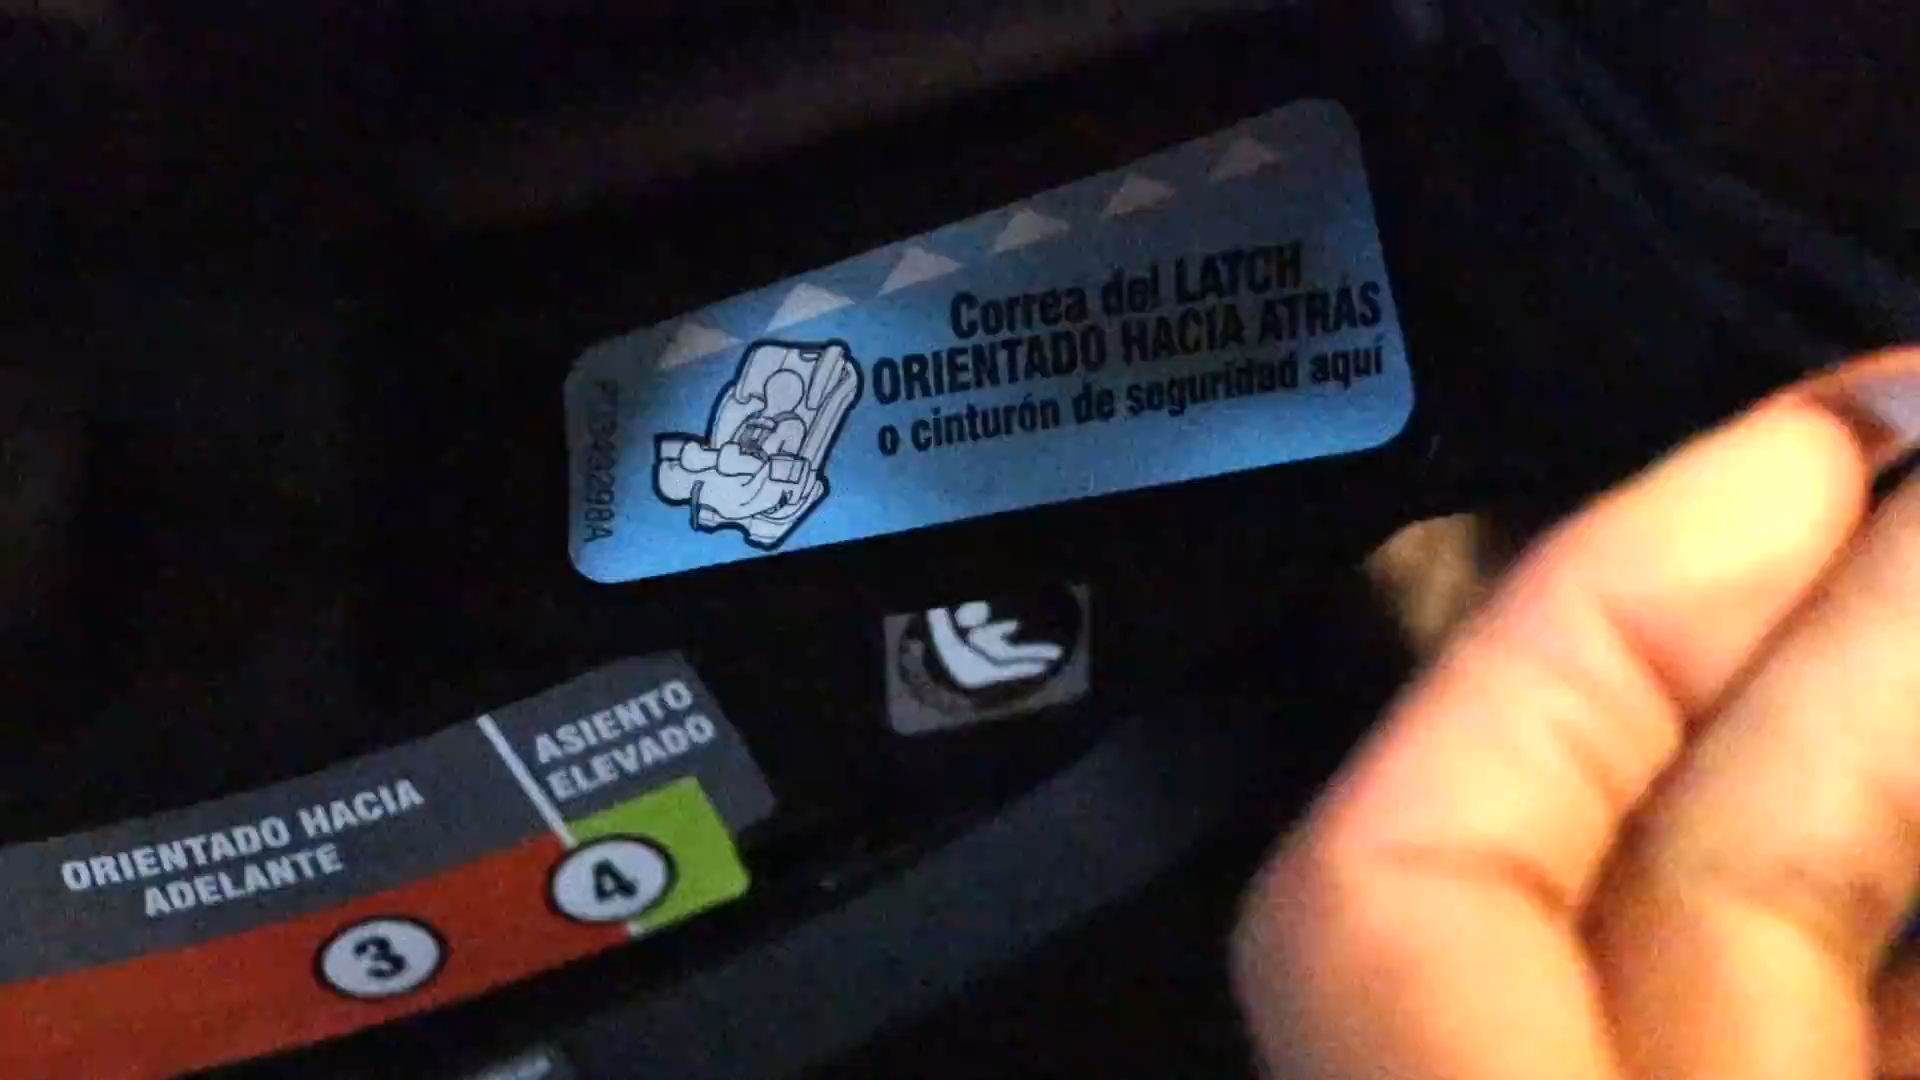 Correa del LATCH
ORIENTADO HACIA ATRÁS
o cinturón de seguridad aquí
ASIENTO
ELEVADO
ORIENTADO HACIA
ADELANTE
3
4